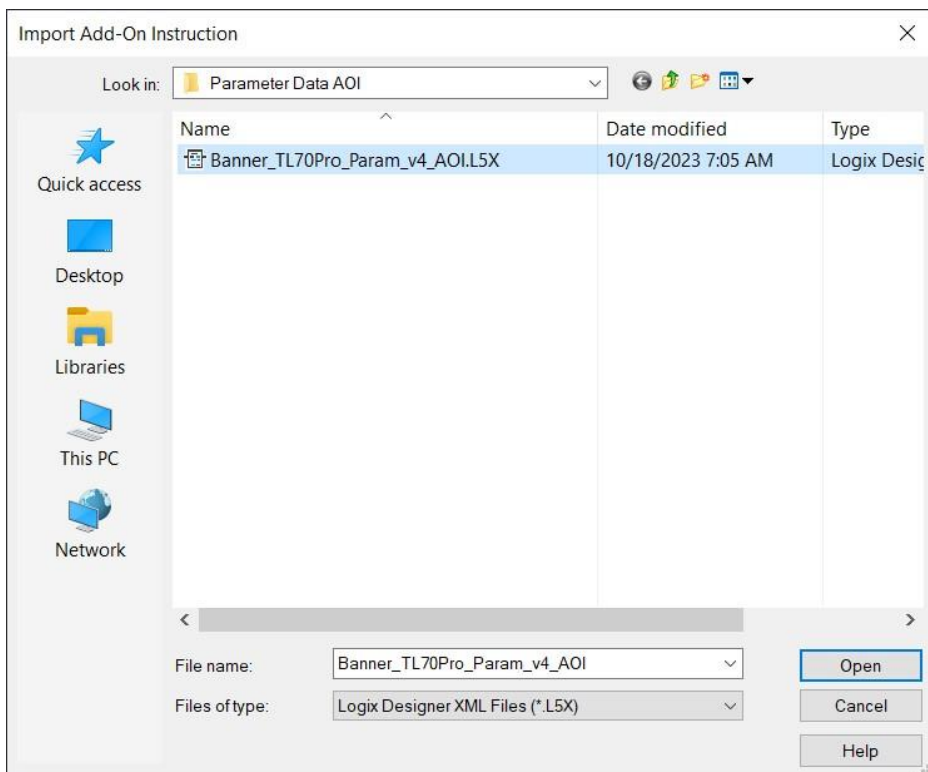 Import Add-On Instruction
Look in: Parameter Data AOI
Name Date modified Type
Banner_TL70Pro_Param_v4_AOI.L5X 10/18/2023 7:05 AM Logix Desig
Quick access
Desktop
Libraries
This PC
Network
File name: Banner_TL70Pro_Param_v4_AOI Open
Files of type: Logix Designer XML Files (*.L5X) Cancel
Help